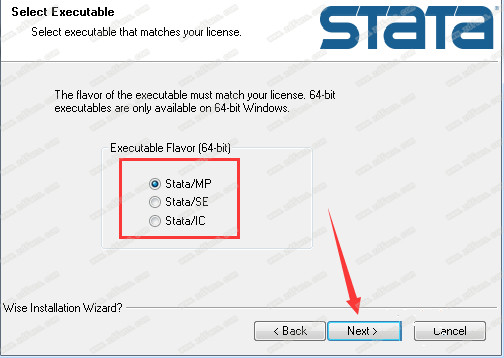 Select Executable
Select executable that matches your license.
STATA
The flavor of the executable must match your license. 64-bit
executables are only available on 64-bit Windows.
Executable Flavor (64-bit)
Stata/MP
Stata/SE
Stata/IC
Wise Installation Wizard?
< Back
Next >
Cancel